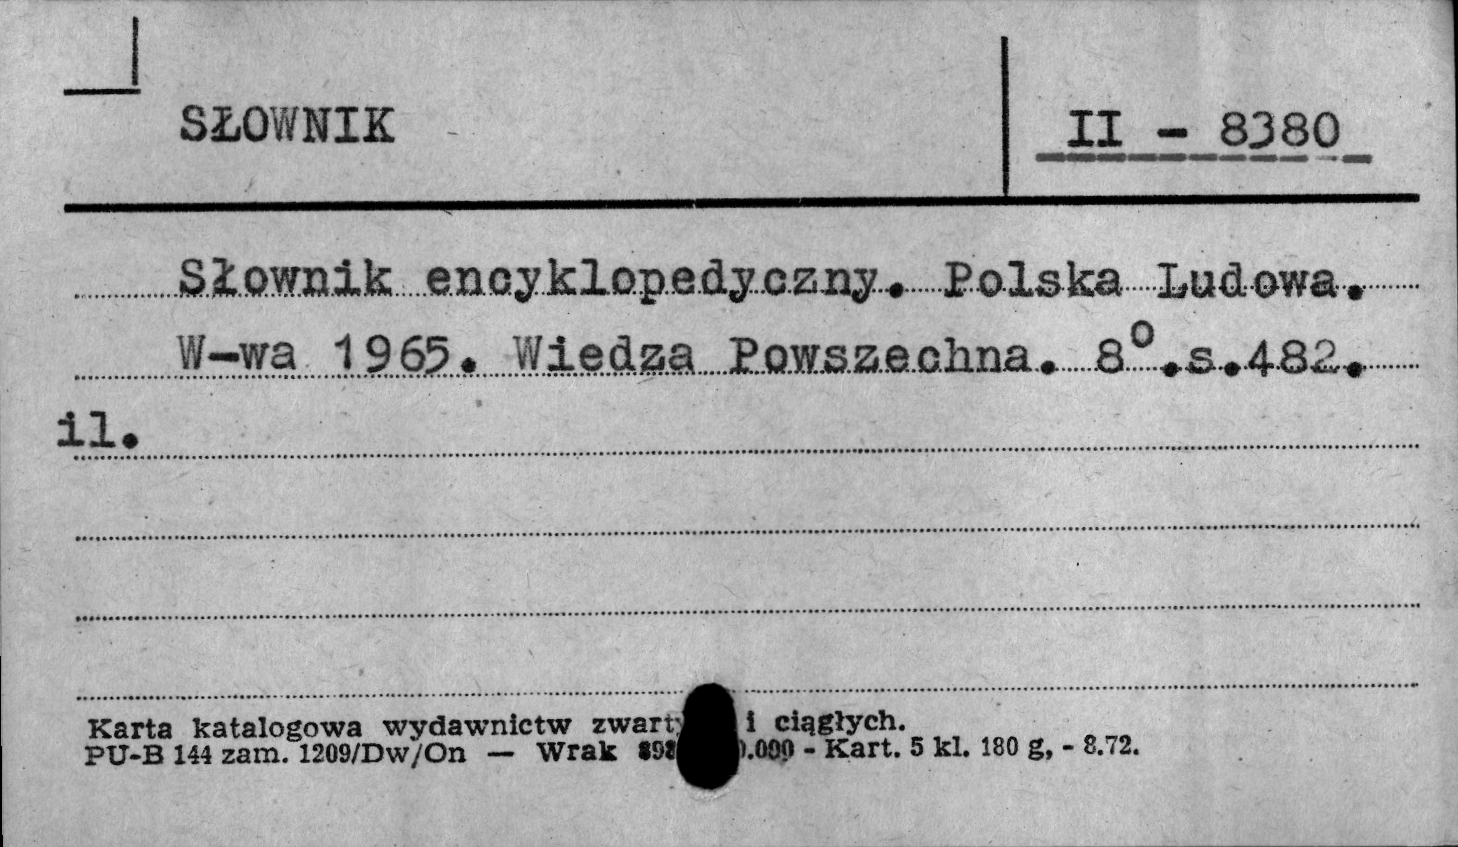 SŁOWNIK
II - 8380
Słownik encyklopedyczny. Polska Ludowa.
W-wa 1965. Wiedza Powszechna. 8°.s.482.
il.
Karta katalogowa wydawnictw i ciągłych.
PU-B 144 zam. 1209/Dw/On — Wrak - Kart. 5 kl. 180 g, - 8.72.